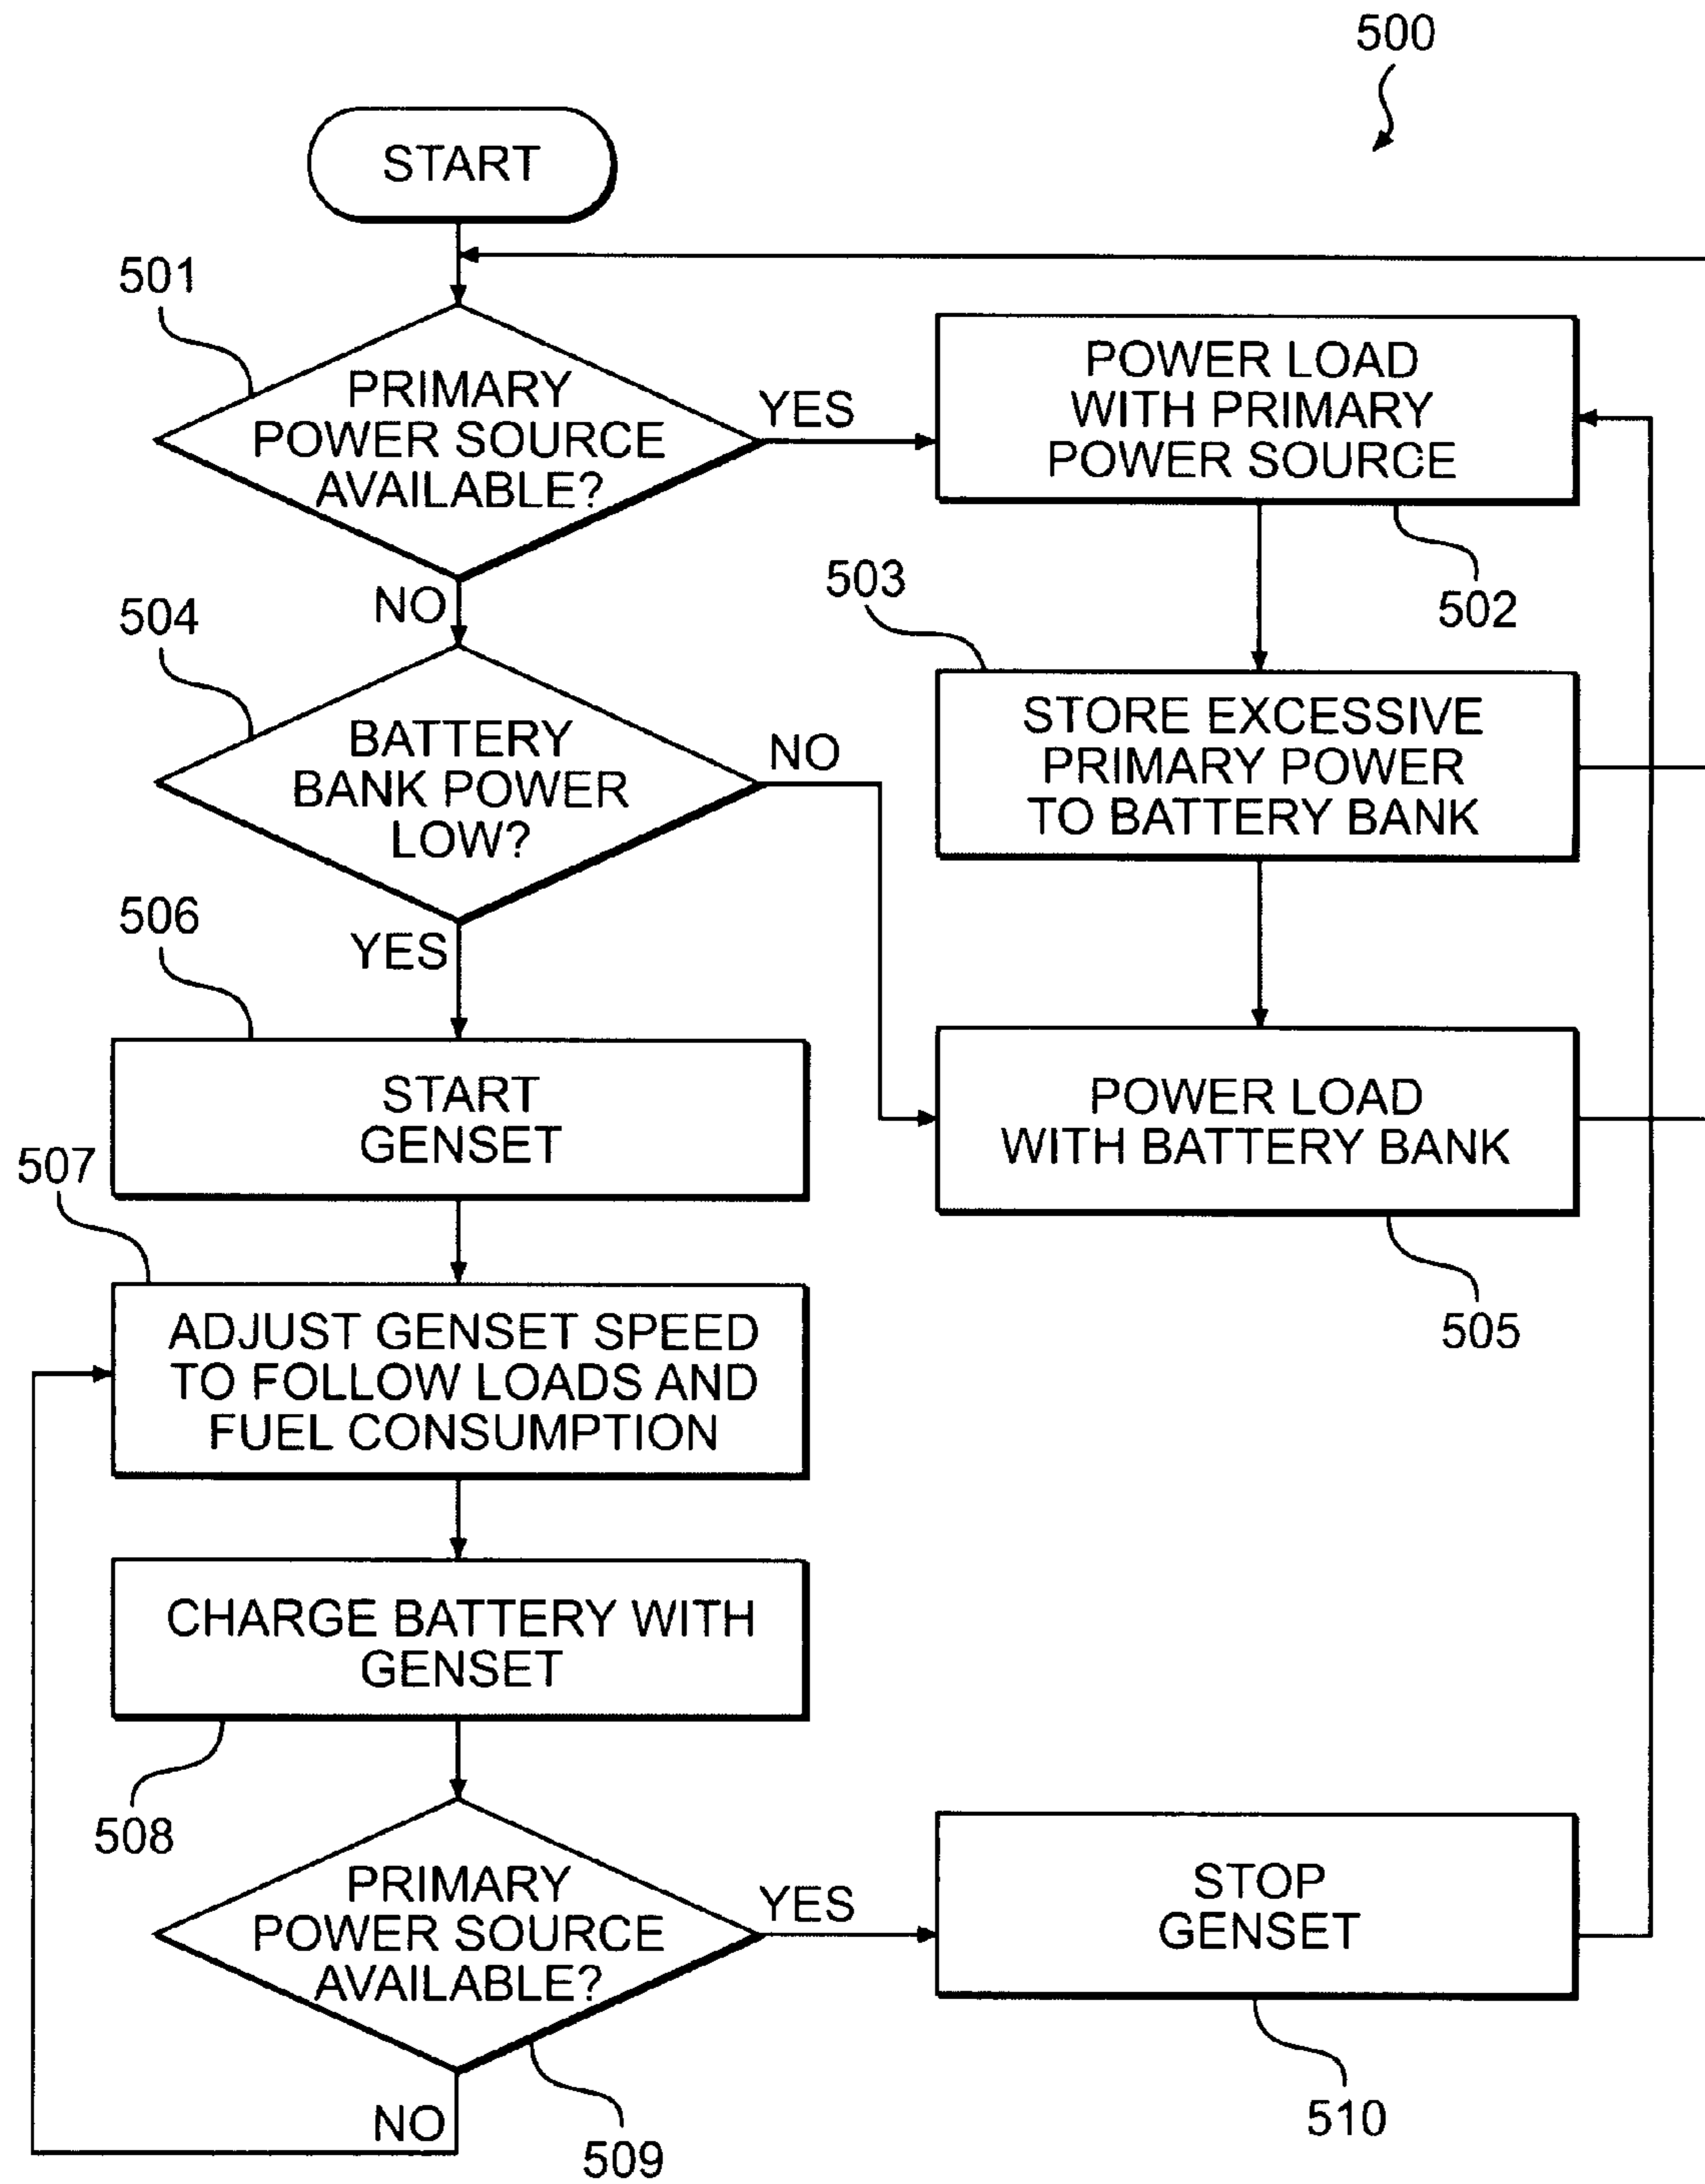 500
START
501
PRIMARY
POWER SOURCE
AVAILABLE?
YES
POWER LOAD
WITH PRIMARY
POWER SOURCE
502
NO
503
504
BATTERY
BANK POWER
LOW?
NO
STORE EXCESSIVE
PRIMARY POWER
TO BATTERY BANK
YES
506
START
GENSET
POWER LOAD
WITH BATTERY BANK
505
507
ADJUST GENSET SPEED
TO FOLLOW LOADS AND
FUEL CONSUMPTION
CHARGE BATTERY WITH
GENSET
508
PRIMARY
POWER SOURCE
AVAILABLE?
YES
STOP
GENSET
510
NO
509